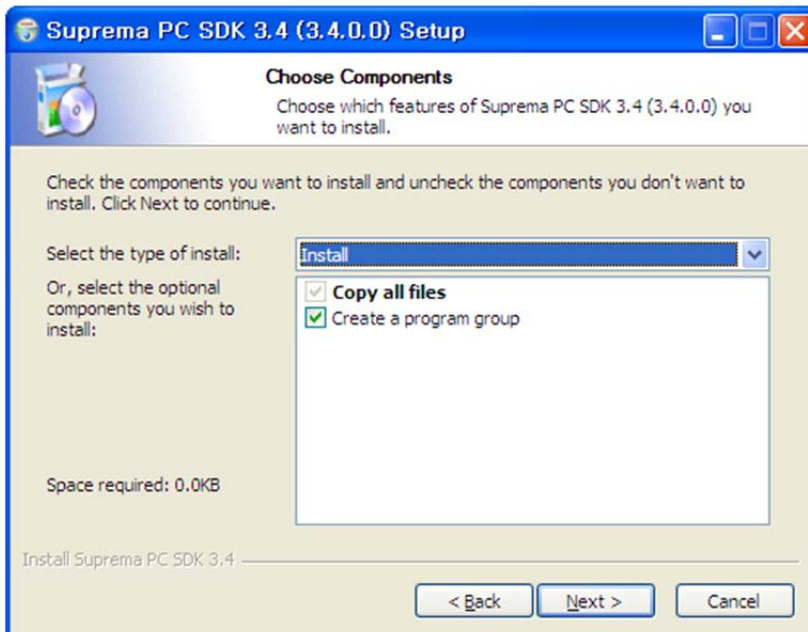 Suprema PC SDK 3.4 (3.4.0.0) Setup
Choose Components
Choose which features of Suprema PC SDK 3.4 (3.4.0.0) you
want to install.
Check the components you want to install and uncheck the components you don't want to
install. Click Next to continue.
Select the type of install:
Install
Or, select the optional
components you wish to
install:
Copy all files
Create a program group
Space required: 0.0KB
Install Suprema PC SDK 3.4
< Back
Next >
Cancel